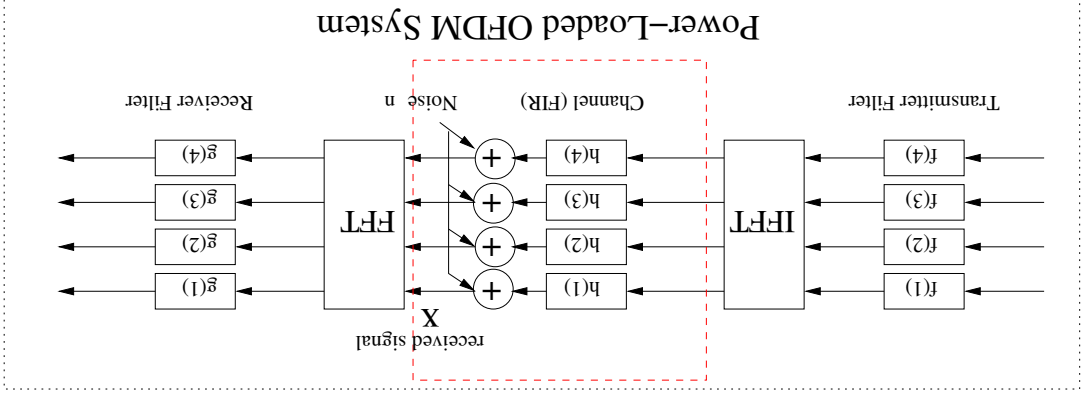 received signal
X
f(1) h(1) + g(1)
f(2) h(2) + g(2)
IFFT FFT
f(3) h(3) + g(3)
f(4) h(4) + g(4)
Transmitter Filter Channel (FIR) Noise n Receiver Filter
Power–Loaded OFDM System